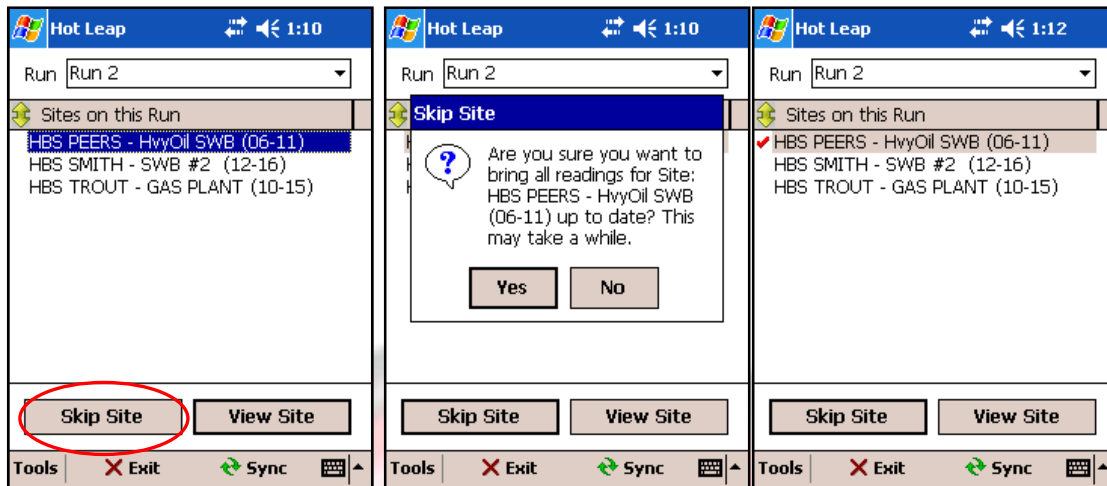 Hot Leap 1:10
Run Run 2
Sites on this Run
HBS PEERS - HvyOil SWB (06-11)
HBS SMITH - SWB #2 (12-16)
HBS TROUT - GAS PLANT (10-15)
Skip Site View Site
Tools Exit Sync
Hot Leap 1:10
Run Run 2
Skip Site
Are you sure you want to
bring all readings for Site:
HBS PEERS - HvyOil SWB
(06-11) up to date? This
may take a while.
Yes No
Skip Site View Site
Tools Exit Sync
Hot Leap 1:12
Run Run 2
Sites on this Run
HBS PEERS - HvyOil SWB (06-11)
HBS SMITH - SWB #2 (12-16)
HBS TROUT - GAS PLANT (10-15)
Skip Site View Site
Tools Exit Sync